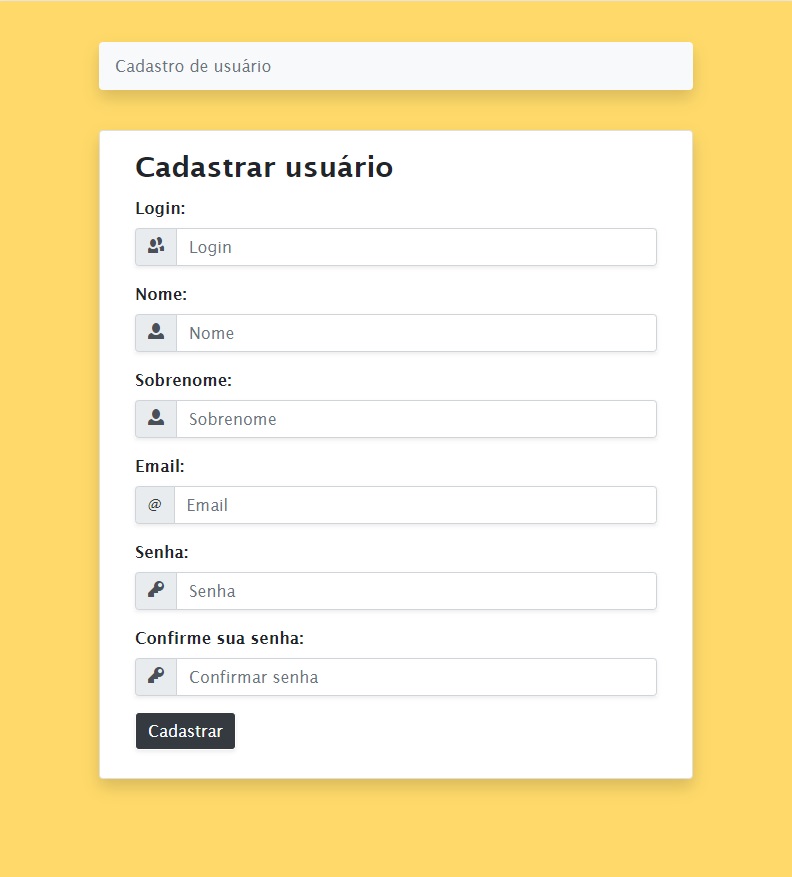 Cadastro de usuário
Cadastrar usuário
Login:
Login
Nome:
Nome
Sobrenome:
Sobrenome
Email:
@ Email
Senha:
Senha
Confirme sua senha:
Confirmar senha
Cadastrar